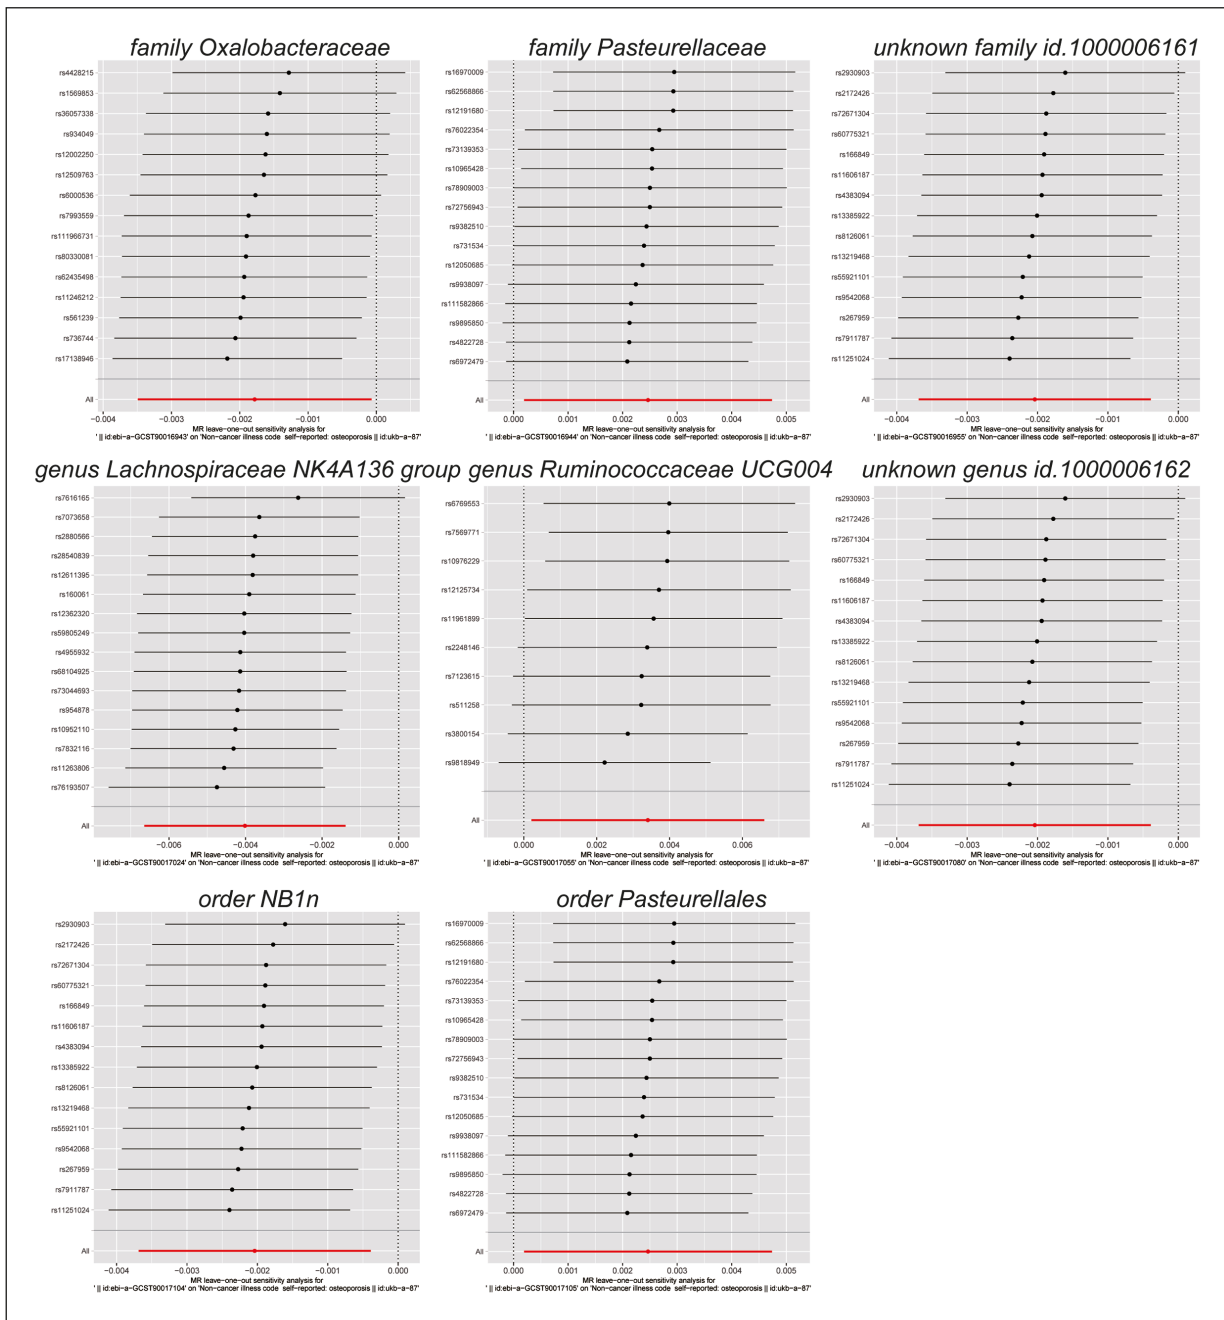 family Oxalobacteraceae
rs4428215
rs1569853
rs36057338
rs934049
rs12002250
rs12509763
rs6000536
rs7993559
rs111966731
rs80330081
rs62435498
rs11246212
rs561239
rs736744
rs17138946
All
−0.004 −0.003 −0.002 −0.001 0.000
MR leave−one−out sensitivity analysis for
' || id:ebi−a−GCST90016943' on 'Non−cancer illness code self−reported: osteoporosis || id:ukb−a−87'
family Pasteurellaceae
rs16970009
rs62568866
rs12191680
rs76022354
rs73139353
rs10965428
rs78909003
rs72756943
rs9382510
rs731534
rs12050685
rs9938097
rs111582866
rs9895850
rs4822728
rs6972479
All
0.000 0.001 0.002 0.003 0.004 0.005
MR leave−one−out sensitivity analysis for
' || id:ebi−a−GCST90016944' on 'Non−cancer illness code self−reported: osteoporosis || id:ukb−a−87'
unknown family id.1000006161
rs2930903
rs2172426
rs72671304
rs60775321
rs166849
rs11606187
rs4383094
rs13385922
rs8126061
rs13219468
rs55921101
rs9542068
rs267959
rs7911787
rs11251024
All
−0.004 −0.003 −0.002 −0.001 0.000
MR leave−one−out sensitivity analysis for
' || id:ebi−a−GCST90016955' on 'Non−cancer illness code self−reported: osteoporosis || id:ukb−a−87'
genus Lachnospiraceae NK4A136 group
rs7616165
rs7073658
rs2880566
rs28540839
rs12611395
rs160061
rs12362320
rs59805249
rs4955932
rs68104925
rs73044693
rs954878
rs10952110
rs7832116
rs11263806
rs76193507
All
−0.006 −0.004 −0.002 0.000
MR leave−one−out sensitivity analysis for
' || id:ebi−a−GCST90017024' on 'Non−cancer illness code self−reported: osteoporosis || id:ukb−a−87'
genus Ruminococcaceae UCG004
rs6769553
rs7569771
rs10976229
rs12125734
rs11961899
rs2248146
rs7123615
rs511258
rs3800154
rs9818949
All
0.000 0.002 0.004 0.006
MR leave−one−out sensitivity analysis for
' || id:ebi−a−GCST90017055' on 'Non−cancer illness code self−reported: osteoporosis || id:ukb−a−87'
unknown genus id.1000006162
rs2930903
rs2172426
rs72671304
rs60775321
rs166849
rs11606187
rs4383094
rs13385922
rs8126061
rs13219468
rs55921101
rs9542068
rs267959
rs7911787
rs11251024
All
−0.004 −0.003 −0.002 −0.001 0.000
MR leave−one−out sensitivity analysis for
' || id:ebi−a−GCST90017080' on 'Non−cancer illness code self−reported: osteoporosis || id:ukb−a−87'
order NB1n
rs2930903
rs2172426
rs72671304
rs60775321
rs166849
rs11606187
rs4383094
rs13385922
rs8126061
rs13219468
rs55921101
rs9542068
rs267959
rs7911787
rs11251024
All
−0.004 −0.003 −0.002 −0.001 0.000
MR leave−one−out sensitivity analysis for
' || id:ebi−a−GCST90017104' on 'Non−cancer illness code self−reported: osteoporosis || id:ukb−a−87'
order Pasteurellales
rs16970009
rs62568866
rs12191680
rs76022354
rs73139353
rs10965428
rs78909003
rs72756943
rs9382510
rs731534
rs12050685
rs9938097
rs111582866
rs9895850
rs4822728
rs6972479
All
0.000 0.001 0.002 0.003 0.004 0.005
MR leave−one−out sensitivity analysis for
' || id:ebi−a−GCST90017105' on 'Non−cancer illness code self−reported: osteoporosis || id:ukb−a−87'